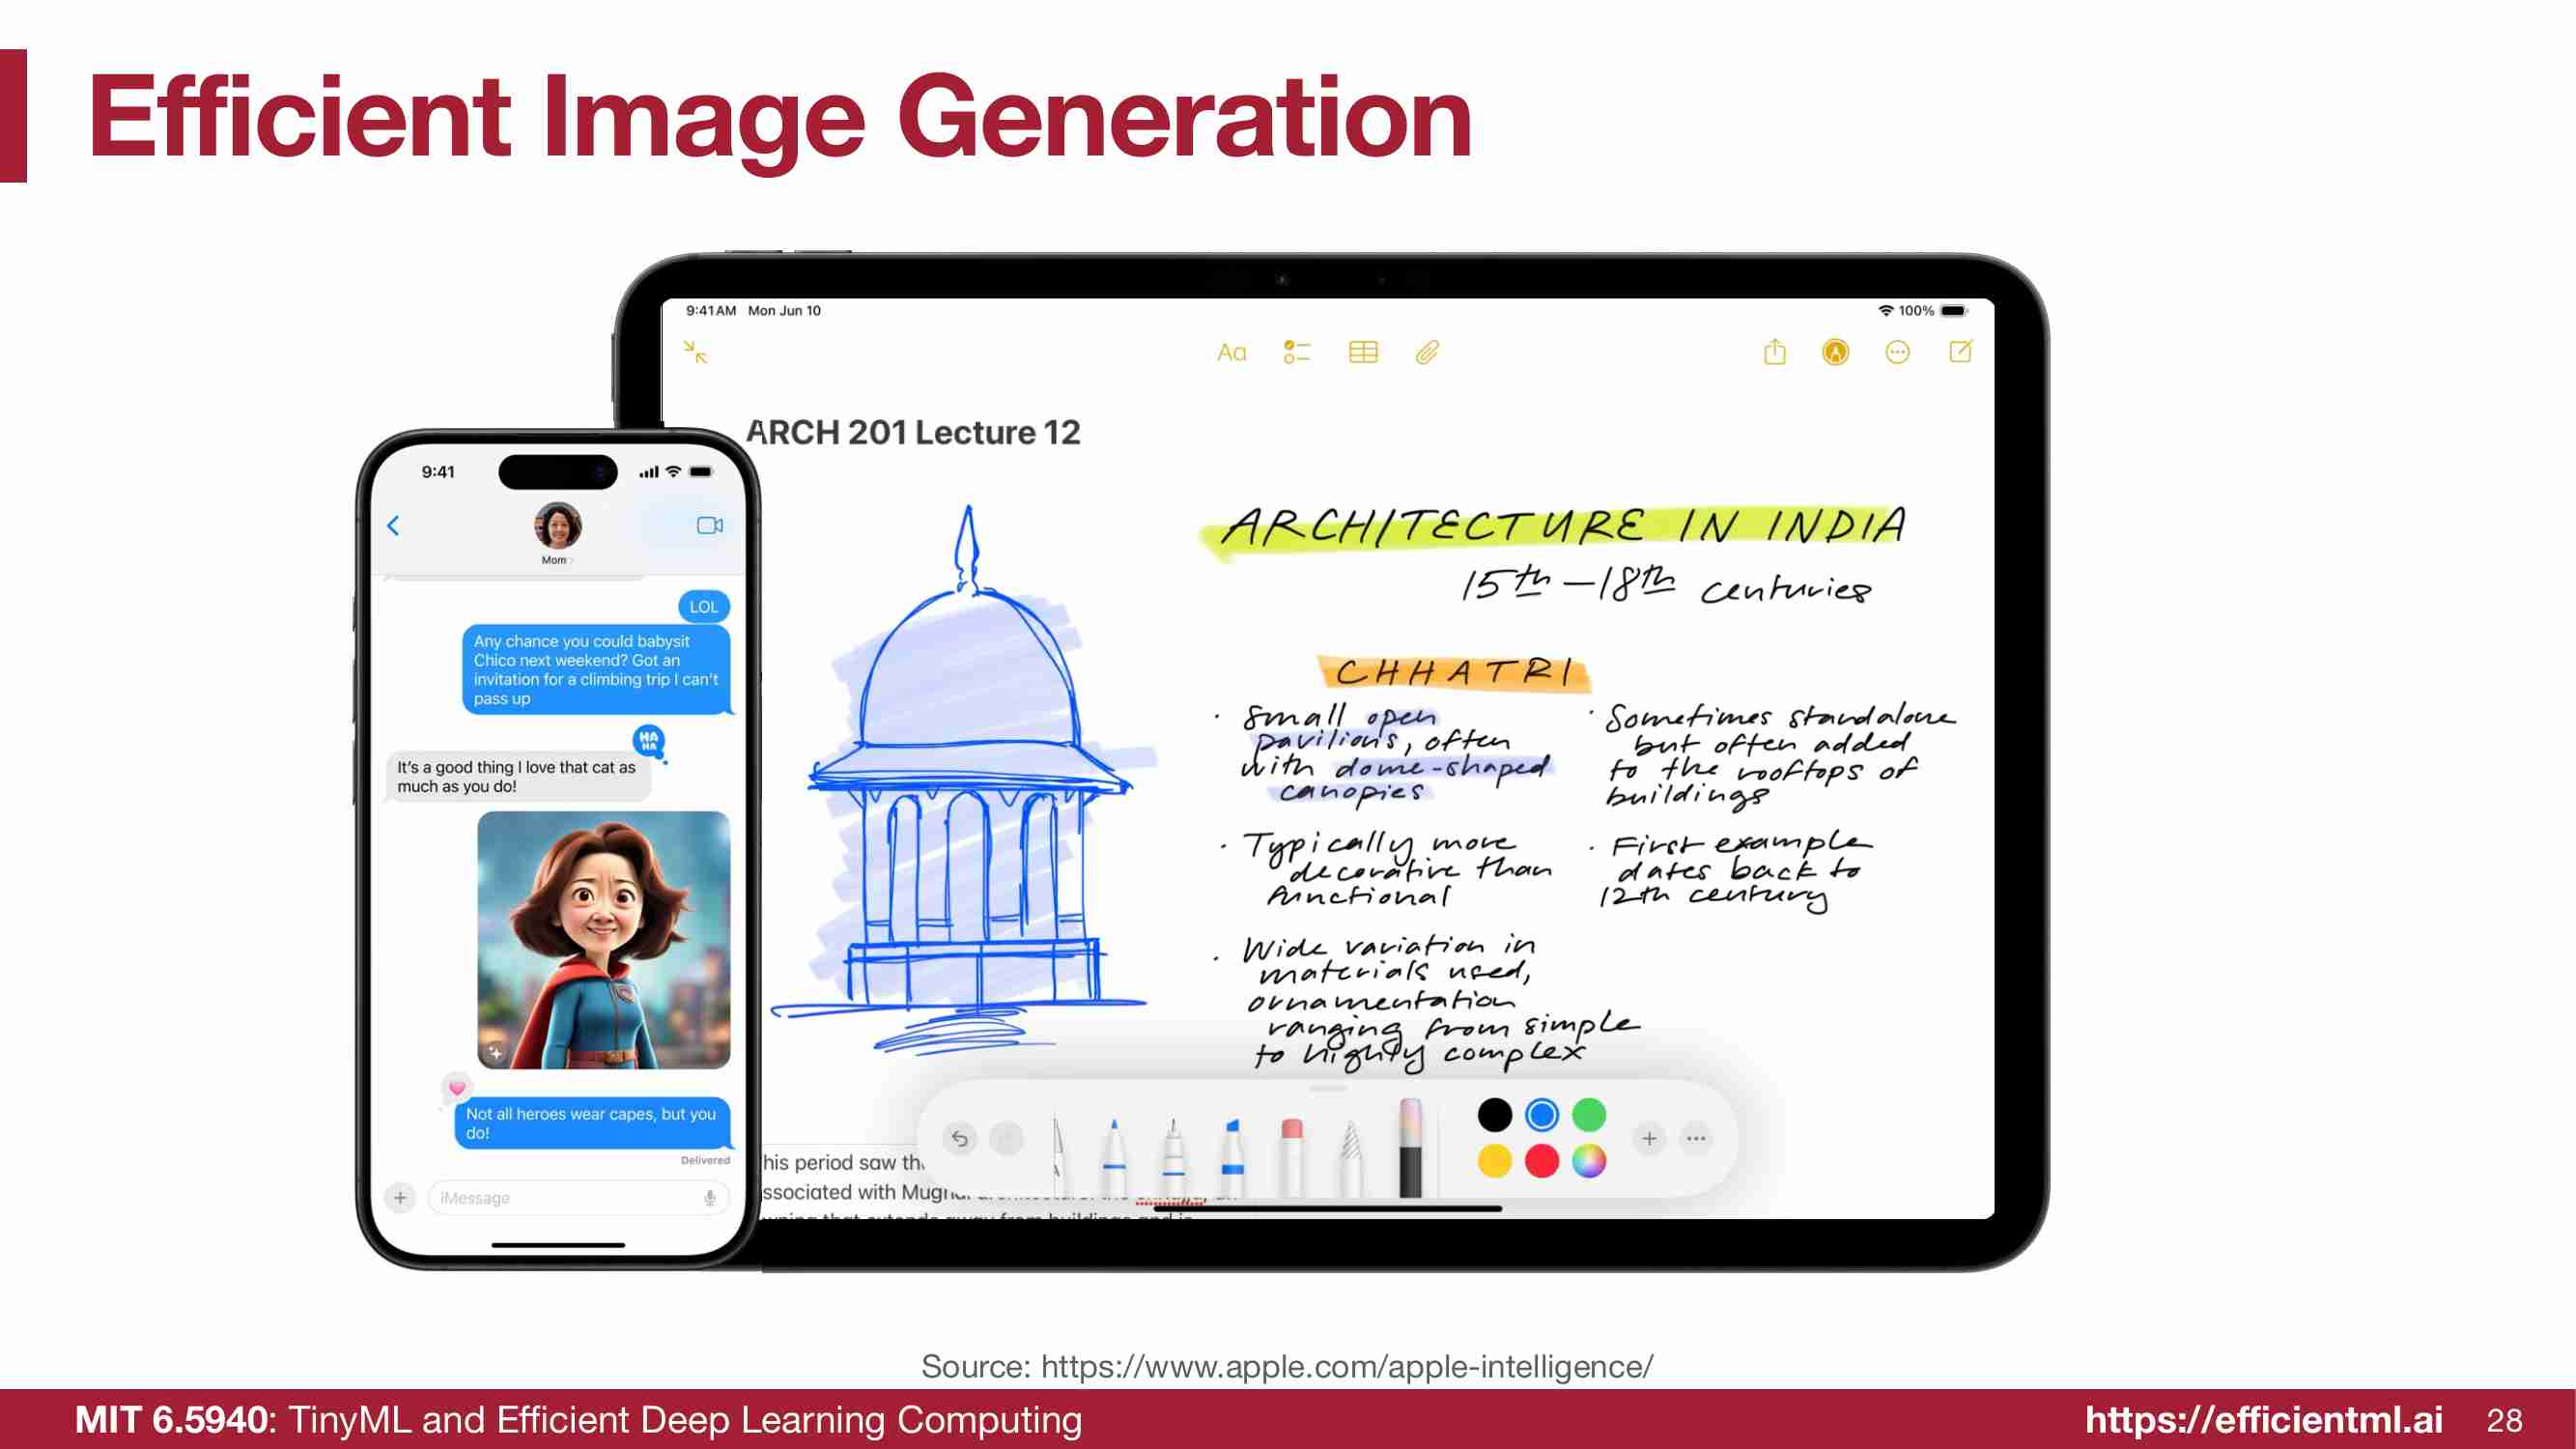 Efficient Image Generation
9:41 AM Mon Jun 10
100%
Aa
ARCH 201 Lecture 12
ARCHITECTURE IN INDIA
15th – 18th centuries
CHHATRI
· Small open
pavilions, often
with dome-shaped
canopies
· Typically more
decorative than
functional
· Wide variation in
materials used,
ornamentation
ranging from simple
to highly complex
· Sometimes standalone
but often added
to the rooftops of
buildings
· First example
dates back to
12th century
his period saw
ssociated with
9:41
Mom
LOL
Any chance you could babysit
Chico next weekend? Got an
invitation for a climbing trip I can't
pass up
HA
HA
It's a good thing I love that cat as
much as you do!
Not all heroes wear capes, but you
do!
Delivered
iMessage
Source: https://www.apple.com/apple-intelligence/
MIT 6.5940: TinyML and Efficient Deep Learning Computing
https://efficientml.ai 28